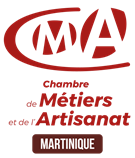 CMA
Chambre
de Métiers
et de l'Artisanat
MARTINIQUE